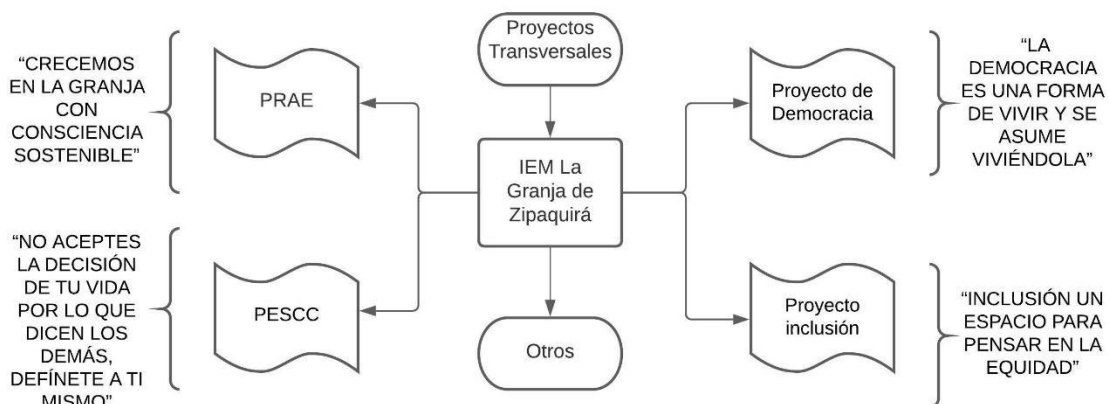 Proyectos
Transversales
“CRECEMOS
EN LA GRANJA
CON
CONSCIENCIA
SOSTENIBLE”
PRAE
Proyecto de
Democracia
“LA
DEMOCRACIA
ES UNA FORMA
DE VIVIR Y SE
ASUME
VIVIÉNDOLA”
IEM La
Granja de
Zipaquirá
“NO ACEPTES
LA DECISIÓN
DE TU VIDA
POR LO QUE
DICEN LOS
DEMÁS,
DEFÍNETE A TI
MISMO”
PESCC
Otros
Proyecto
inclusión
“INCLUSIÓN UN
ESPACIO PARA
PENSAR EN LA
EQUIDAD”